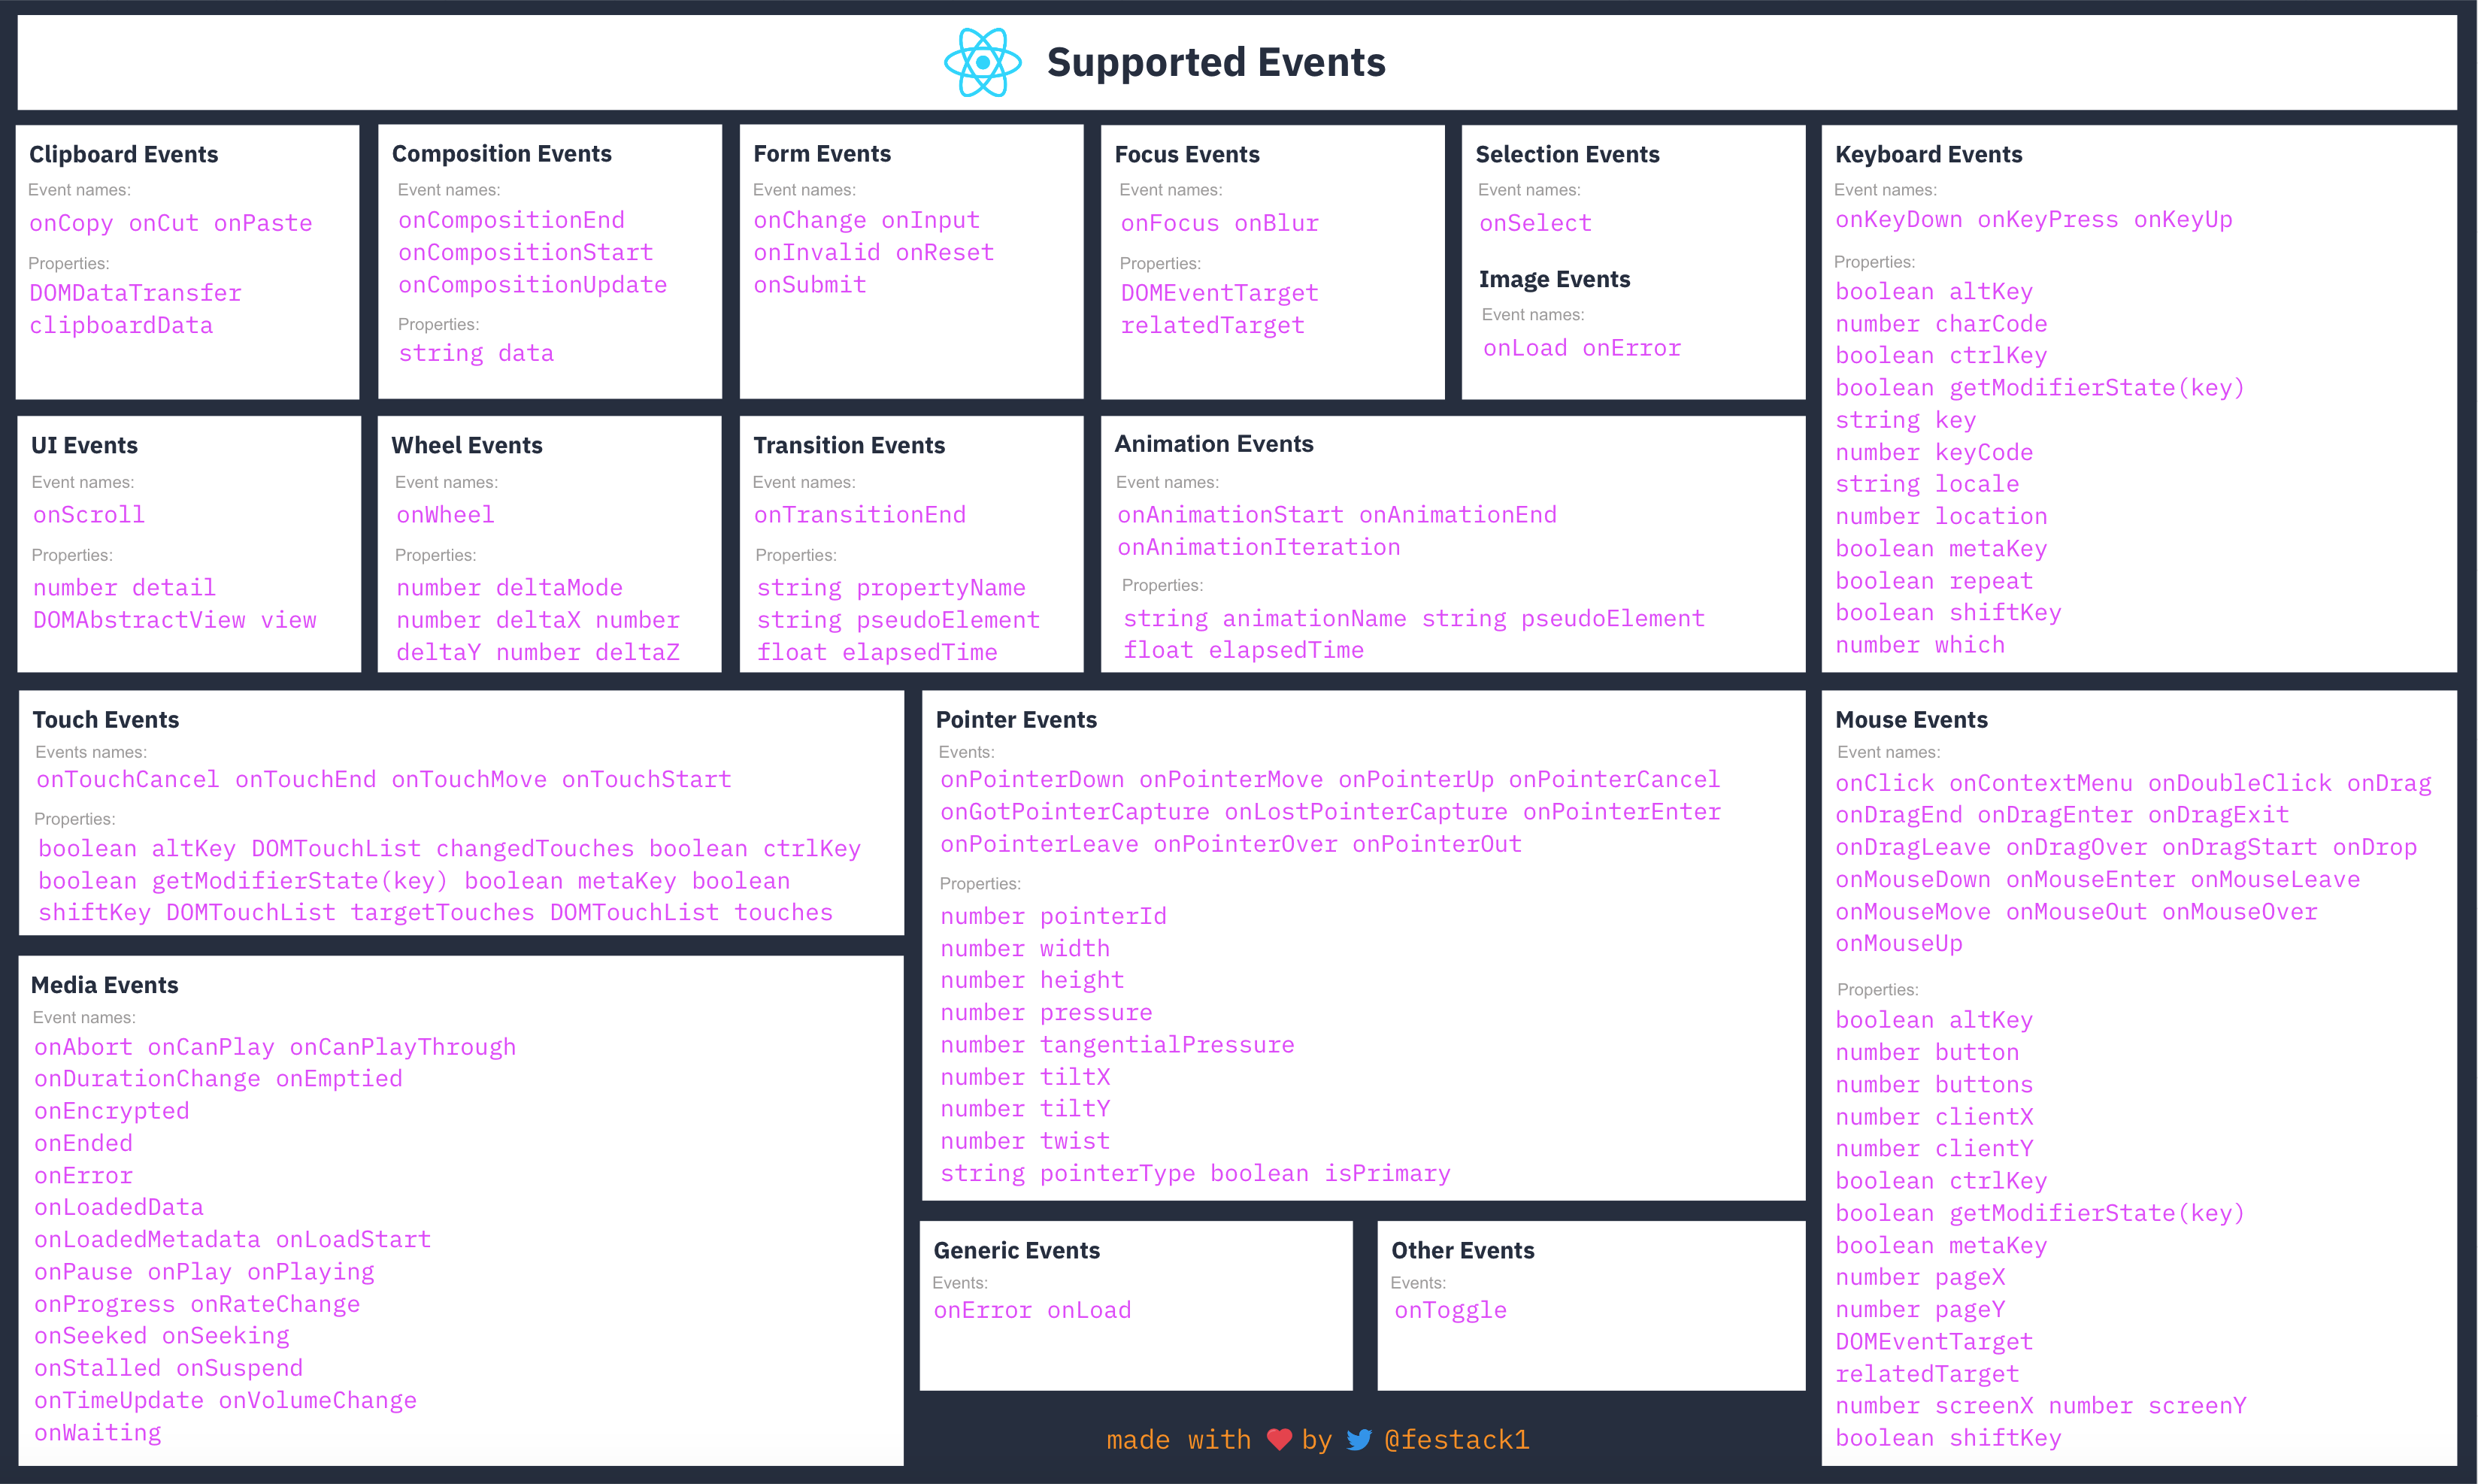 Supported Events
Clipboard Events
Event names:
onCopy onCut onPaste
Properties:
DOMDataTransfer
clipboardData
Composition Events
Event names:
onCompositionEnd
onCompositionStart
onCompositionUpdate
Properties:
string data
Form Events
Event names:
onChange onInput
onInvalid onReset
onSubmit
Focus Events
Event names:
onFocus onBlur
Properties:
DOMEventTarget
relatedTarget
Selection Events
Event names:
onSelect
Image Events
Event names:
onLoad onError
Keyboard Events
Event names:
onKeyDown onKeyPress onKeyUp
Properties:
boolean altKey
number charCode
boolean ctrlKey
boolean getModifierState(key)
string key
number keyCode
string locale
number location
boolean metaKey
boolean repeat
boolean shiftKey
number which
UI Events
Event names:
onScroll
Properties:
number detail
DOMAbstractView view
Wheel Events
Event names:
onWheel
Properties:
number deltaMode
number deltaX number
deltaY number deltaZ
Transition Events
Event names:
onTransitionEnd
Properties:
string propertyName
string pseudoElement
float elapsedTime
Animation Events
Event names:
onAnimationStart onAnimationEnd
onAnimationIteration
Properties:
string animationName string pseudoElement
float elapsedTime
Touch Events
Events names:
onTouchCancel onTouchEnd onTouchMove onTouchStart
Properties:
boolean altKey DOMTouchList changedTouches boolean ctrlKey
boolean getModifierState(key) boolean metaKey boolean
shiftKey DOMTouchList targetTouches DOMTouchList touches
Media Events
Event names:
onAbort onCanPlay onCanPlayThrough
onDurationChange onEmptied
onEncrypted
onEnded
onError
onLoadedData
onLoadedMetadata onLoadStart
onPause onPlay onPlaying
onProgress onRateChange
onSeeked onSeeking
onStalled onSuspend
onTimeUpdate onVolumeChange
onWaiting
Pointer Events
Events:
onPointerDown onPointerMove onPointerUp onPointerCancel
onGotPointerCapture onLostPointerCapture onPointerEnter
onPointerLeave onPointerOver onPointerOut
Properties:
number pointerId
number width
number height
number pressure
number tangentialPressure
number tiltX
number tiltY
number twist
string pointerType boolean isPrimary
Generic Events
Events:
onError onLoad
Other Events
Events:
onToggle
Mouse Events
Event names:
onClick onContextMenu onDoubleClick onDrag
onDragEnd onDragEnter onDragExit
onDragLeave onDragOver onDragStart onDrop
onMouseDown onMouseEnter onMouseLeave
onMouseMove onMouseOut onMouseOver
onMouseUp
Properties:
boolean altKey
number button
number buttons
number clientX
number clientY
boolean ctrlKey
boolean getModifierState(key)
boolean metaKey
number pageX
number pageY
DOMEventTarget
relatedTarget
number screenX number screenY
boolean shiftKey
made with ❤ by @festack1